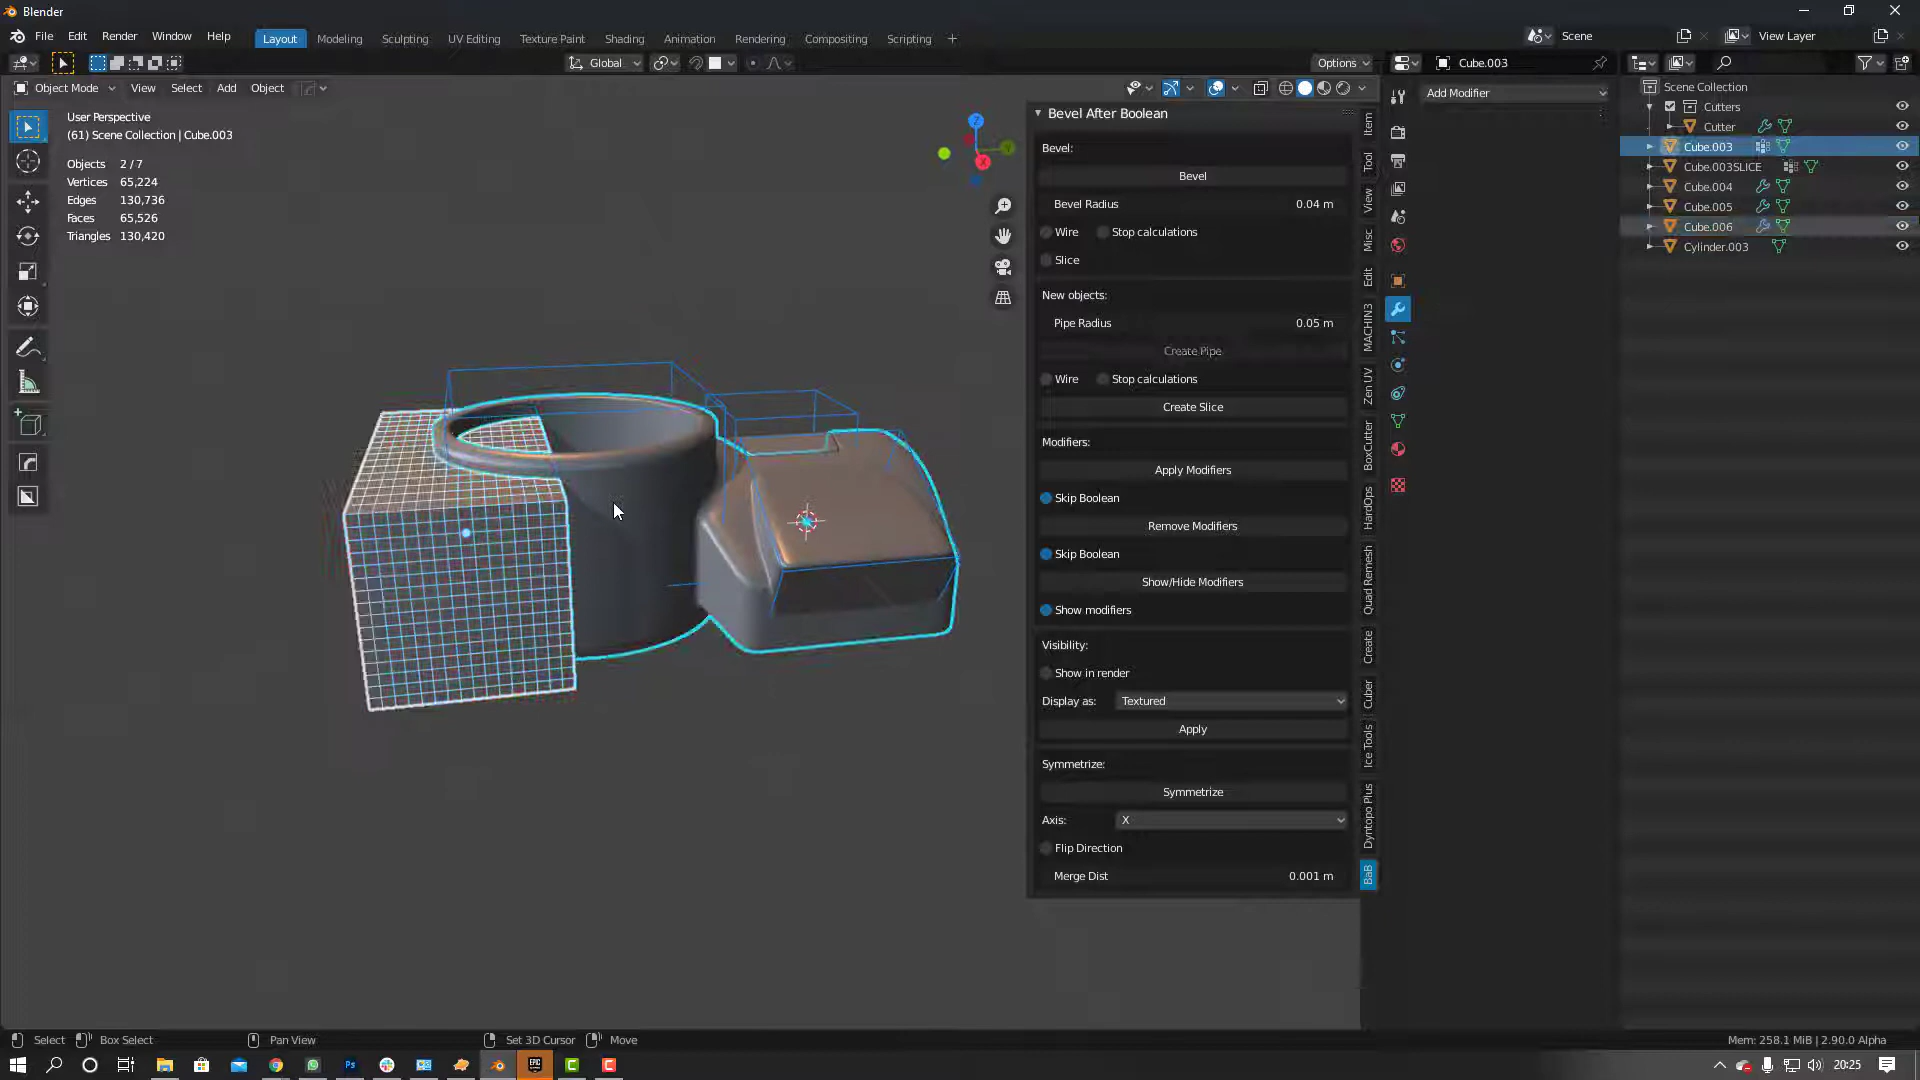 Blender
File Edit Render Window Help
Layout Modeling Sculpting UV Editing Texture Paint Shading Animation Rendering Compositing Scripting +
Scene
View Layer
Global
Options
Cube.003
Object Mode View Select Add Object
User Perspective
(61) Scene Collection | Cube.003
Objects 2/7
Vertices 65,224
Edges 130,736
Faces 65,526
Triangles 130,420
Z
X
Y
Bevel After Boolean
Bevel:
Bevel
Bevel Radius 0.04 m
Wire Stop calculations
Slice
New objects:
Pipe Radius 0.05 m
Create Pipe
Wire Stop calculations
Create Slice
Modifiers:
Apply Modifiers
Skip Boolean
Remove Modifiers
Skip Boolean
Show/Hide Modifiers
Show modifiers
Visibility:
Show in render
Display as: Textured
Apply
Symmetrize:
Symmetrize
Axis: X
Flip Direction
Merge Dist 0.001 m
Item
Tool
View
Misc
Edit
MACHIN3
Zen UV
BoxCutter
HardOps
Quad Remesh
Create
Cuber
Ice Tools
Dyntopo Plus
BaB
Add Modifier
Scene Collection
Cutters
Cutter
Cube.003
Cube.003SLICE
Cube.004
Cube.005
Cube.006
Cylinder.003
Select Box Select Pan View Set 3D Cursor Move
Mem: 258.1 MiB | 2.90.0 Alpha
EPIC
20:25